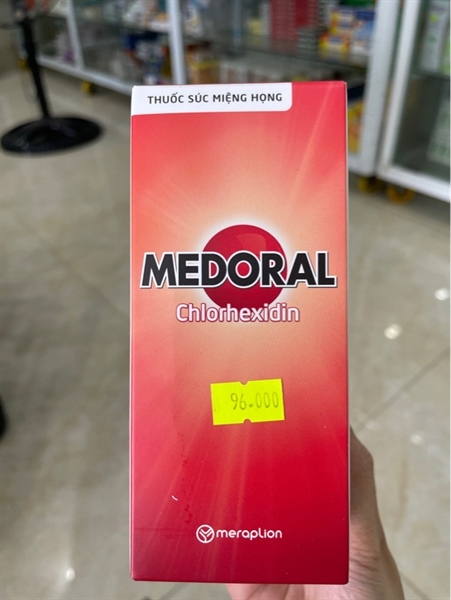 THUỐC SÚC MIỆNG HỌNG
MEDORAL
Chlorhexidin
96.000
meraplion